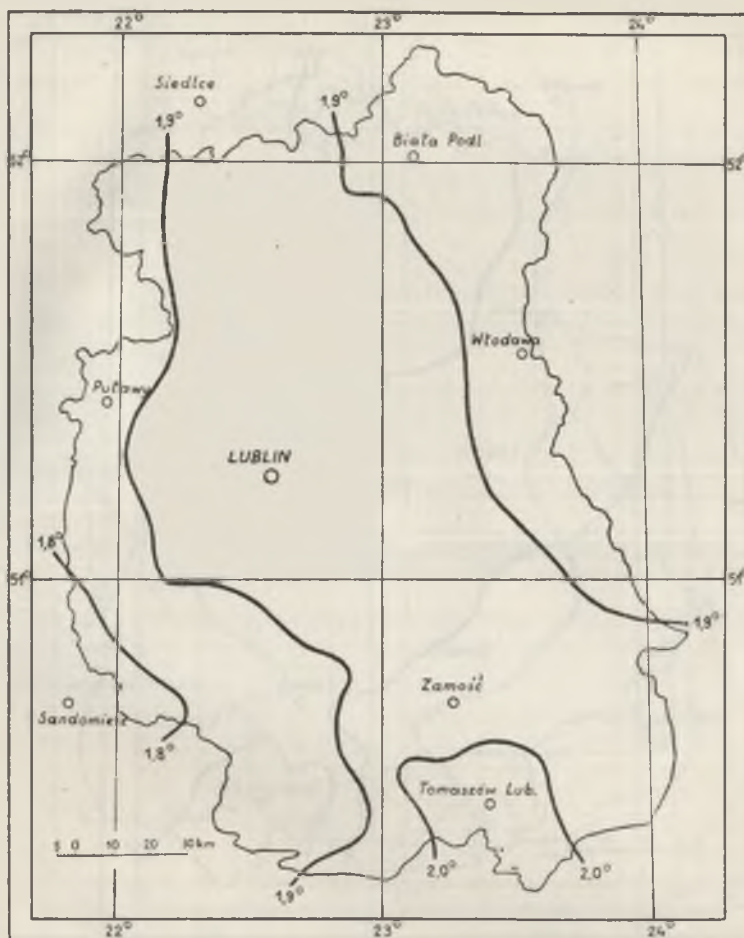 22° 23° 24°
Siedlce
1,9° 1,9°
Biała Podl.
52° 52°
Włodawa
Puławy
LUBLIN
1,8°
51° 51°
1,9°
Zamość
Sandomierz
1,8°
Tomaszów Lub.
5 0 10 20 30 km
2,0° 2,0°
1,9°
22° 23° 24°